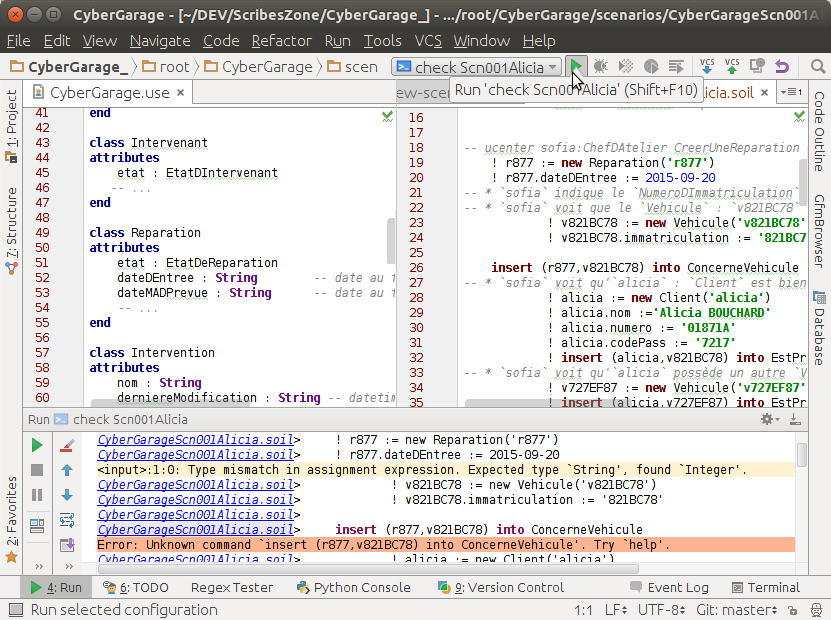 CyberGarage - [~/DEV/ScribesZone/CyberGarage_] - .../root/CyberGarage/scenarios/CyberGarageScn001A
File Edit View Navigate Code Refactor Run Tools VCS Window Help
CyberGarage_ root CyberGarage scen check Scn001Alicia VCS VCS
CyberGarage.use × ew-scen Run 'check Scn001Alicia' (Shift+F10) licia.soil × 1
1: Project
7: Structure
2: Favorites
41 end
42
43 class Intervenant
44 attributes
45 etat : EtatDIntervenant
46 -- ...
47 end
48
49 class Reparation
50 attributes
51 etat : EtatDeReparation
52 dateDEntree : String -- date au f
53 dateMADPrevue : String -- date au f
54 -- ...
55 end
56
57 class Intervention
58 attributes
59 nom : String
60 derniereModification : String -- datetim
16
17
18 -- ucenter sofia:ChefDAtelier CreerUneReparation
19 ! r877 := new Reparation('r877')
20 ! r877.dateDEntree := 2015-09-20
21 -- * `sofia` indique le `NumeroDImmatriculation`
22 -- * `sofia` voit que le `Vehicule` : `v821BC78`
23 ! v821BC78 := new Vehicule('v821BC78'
24 ! v821BC78.immatriculation := '821BC7
25
26 insert (r877,v821BC78) into ConcerneVehicule
27 -- * `sofia` voit qu'`alicia` : `Client` est bien
28 ! alicia := new Client('alicia')
29 ! alicia.nom :='Alicia BOUCHARD'
30 ! alicia.numero := '01871A'
31 ! alicia.codePass := '7217'
32 ! insert (alicia,v821BC78) into EstPr
33 -- * `sofia` voit qu'`alicia` possède un autre `V
34 ! v727EF87 := new Vehicule('v727EF87'
35 ! insert (alicia,v727EF87) into EstPr
Code Outline
GfmBrowser
Database
Run check Scn001Alicia
CyberGarageScn001Alicia.soil> ! r877 := new Reparation('r877')
CyberGarageScn001Alicia.soil> ! r877.dateDEntree := 2015-09-20
<input>:1:0: Type mismatch in assignment expression. Expected type `String', found `Integer'.
CyberGarageScn001Alicia.soil> ! v821BC78 := new Vehicule('v821BC78')
CyberGarageScn001Alicia.soil> ! v821BC78.immatriculation := '821BC78'
CyberGarageScn001Alicia.soil>
CyberGarageScn001Alicia.soil> insert (r877,v821BC78) into ConcerneVehicule
Error: Unknown command `insert (r877,v821BC78) into ConcerneVehicule'. Try `help'.
CyberGarageScn001Alicia.soil> ! alicia := new Client('alicia')
4: Run 6: TODO Regex Tester Python Console 9: Version Control Event Log Terminal
Run selected configuration 1:1 LF÷ UTF-8÷ Git: master÷